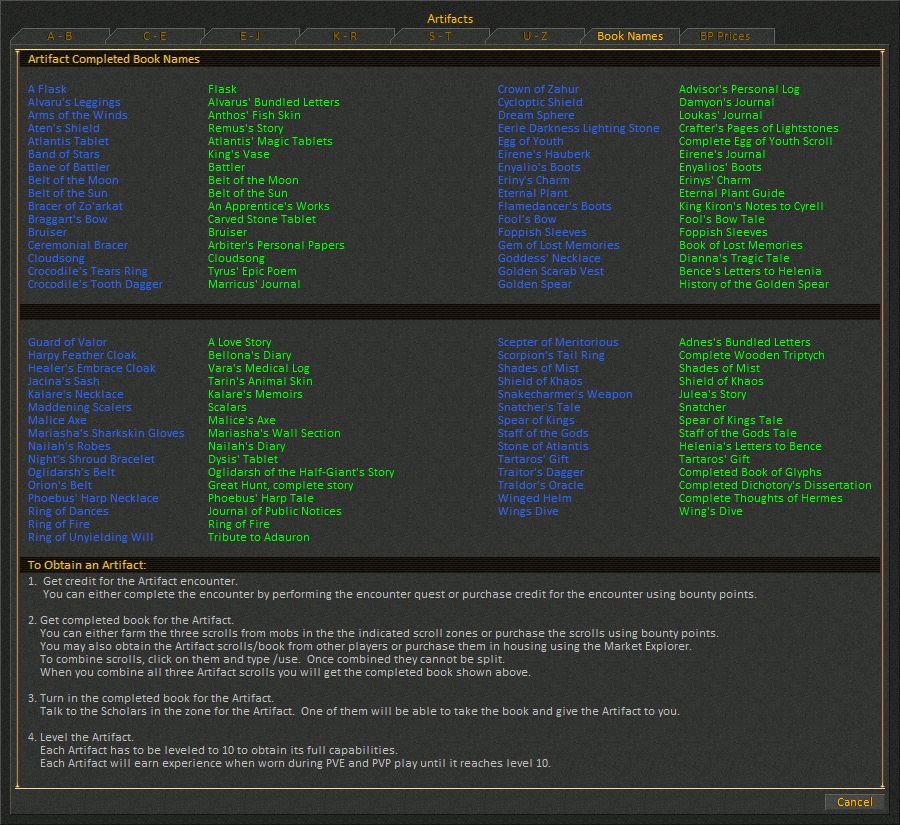 Artifacts
A - B C - E E - J K - R S - T U - Z Book Names BP Prices
Artifact Completed Book Names
A Flask Flask Crown of Zahur Advisor's Personal Log
Alvaru's Leggings Alvarus' Bundled Letters Cycloptic Shield Damyon's Journal
Arms of the Winds Anthos' Fish Skin Dream Sphere Loukas' Journal
Aten's Shield Remus's Story Eerie Darkness Lighting Stone Crafter's Pages of Lightstones
Atlantis Tablet Atlantis' Magic Tablets Egg of Youth Complete Egg of Youth Scroll
Band of Stars King's Vase Eirene's Hauberk Eirene's Journal
Bane of Battler Battler Enyalio's Boots Enyalios' Boots
Belt of the Moon Belt of the Moon Eriny's Charm Erinys' Charm
Belt of the Sun Belt of the Sun Eternal Plant Eternal Plant Guide
Bracer of Zo'arkat An Apprentice's Works Flamedancer's Boots King Kiron's Notes to Cyrell
Braggart's Bow Carved Stone Tablet Fool's Bow Fool's Bow Tale
Bruiser Bruiser Foppish Sleeves Foppish Sleeves
Ceremonial Bracer Arbiter's Personal Papers Gem of Lost Memories Book of Lost Memories
Cloudsong Cloudsong Goddess' Necklace Dianna's Tragic Tale
Crocodile's Tears Ring Tyrus' Epic Poem Golden Scarab Vest Bence's Letters to Helenia
Crocodile's Tooth Dagger Marricus' Journal Golden Spear History of the Golden Spear
Guard of Valor A Love Story Scepter of Meritorious Adnes's Bundled Letters
Harpy Feather Cloak Bellona's Diary Scorpion's Tail Ring Complete Wooden Triptych
Healer's Embrace Cloak Vara's Medical Log Shades of Mist Shades of Mist
Jacina's Sash Tarin's Animal Skin Shield of Khaos Shield of Khaos
Kalare's Necklace Kalare's Memoirs Snakecharmer's Weapon Julea's Story
Maddening Scalers Scalars Snatcher's Tale Snatcher
Malice Axe Malice's Axe Spear of Kings Spear of Kings Tale
Mariasha's Sharkskin Gloves Mariasha's Wall Section Staff of the Gods Staff of the Gods Tale
Nailah's Robes Nailah's Diary Stone of Atlantis Helenia's Letters to Bence
Night's Shroud Bracelet Dysis' Tablet Tartaros' Gift Tartaros' Gift
Oglidarsh's Belt Oglidarsh of the Half-Giant's Story Traitor's Dagger Completed Book of Glyphs
Orion's Belt Great Hunt, complete story Traldor's Oracle Completed Dichotory's Dissertation
Phoebus' Harp Necklace Phoebus' Harp Tale Winged Helm Complete Thoughts of Hermes
Ring of Dances Journal of Public Notices Wings Dive Wing's Dive
Ring of Fire Ring of Fire
Ring of Unyielding Will Tribute to Adauron
To Obtain an Artifact:
1. Get credit for the Artifact encounter.
You can either complete the encounter by performing the encounter quest or purchase credit for the encounter using bounty points.
2. Get completed book for the Artifact.
You can either farm the three scrolls from mobs in the the indicated scroll zones or purchase the scrolls using bounty points.
You may also obtain the Artifact scrolls/book from other players or purchase them in housing using the Market Explorer.
To combine scrolls, click on them and type /use. Once combined they cannot be split.
When you combine all three Artifact scrolls you will get the completed book shown above.
3. Turn in the completed book for the Artifact.
Talk to the Scholars in the zone for the Artifact. One of them will be able to take the book and give the Artifact to you.
4. Level the Artifact.
Each Artifact has to be leveled to 10 to obtain its full capabilities.
Each Artifact will earn experience when worn during PVE and PVP play until it reaches level 10.
Cancel